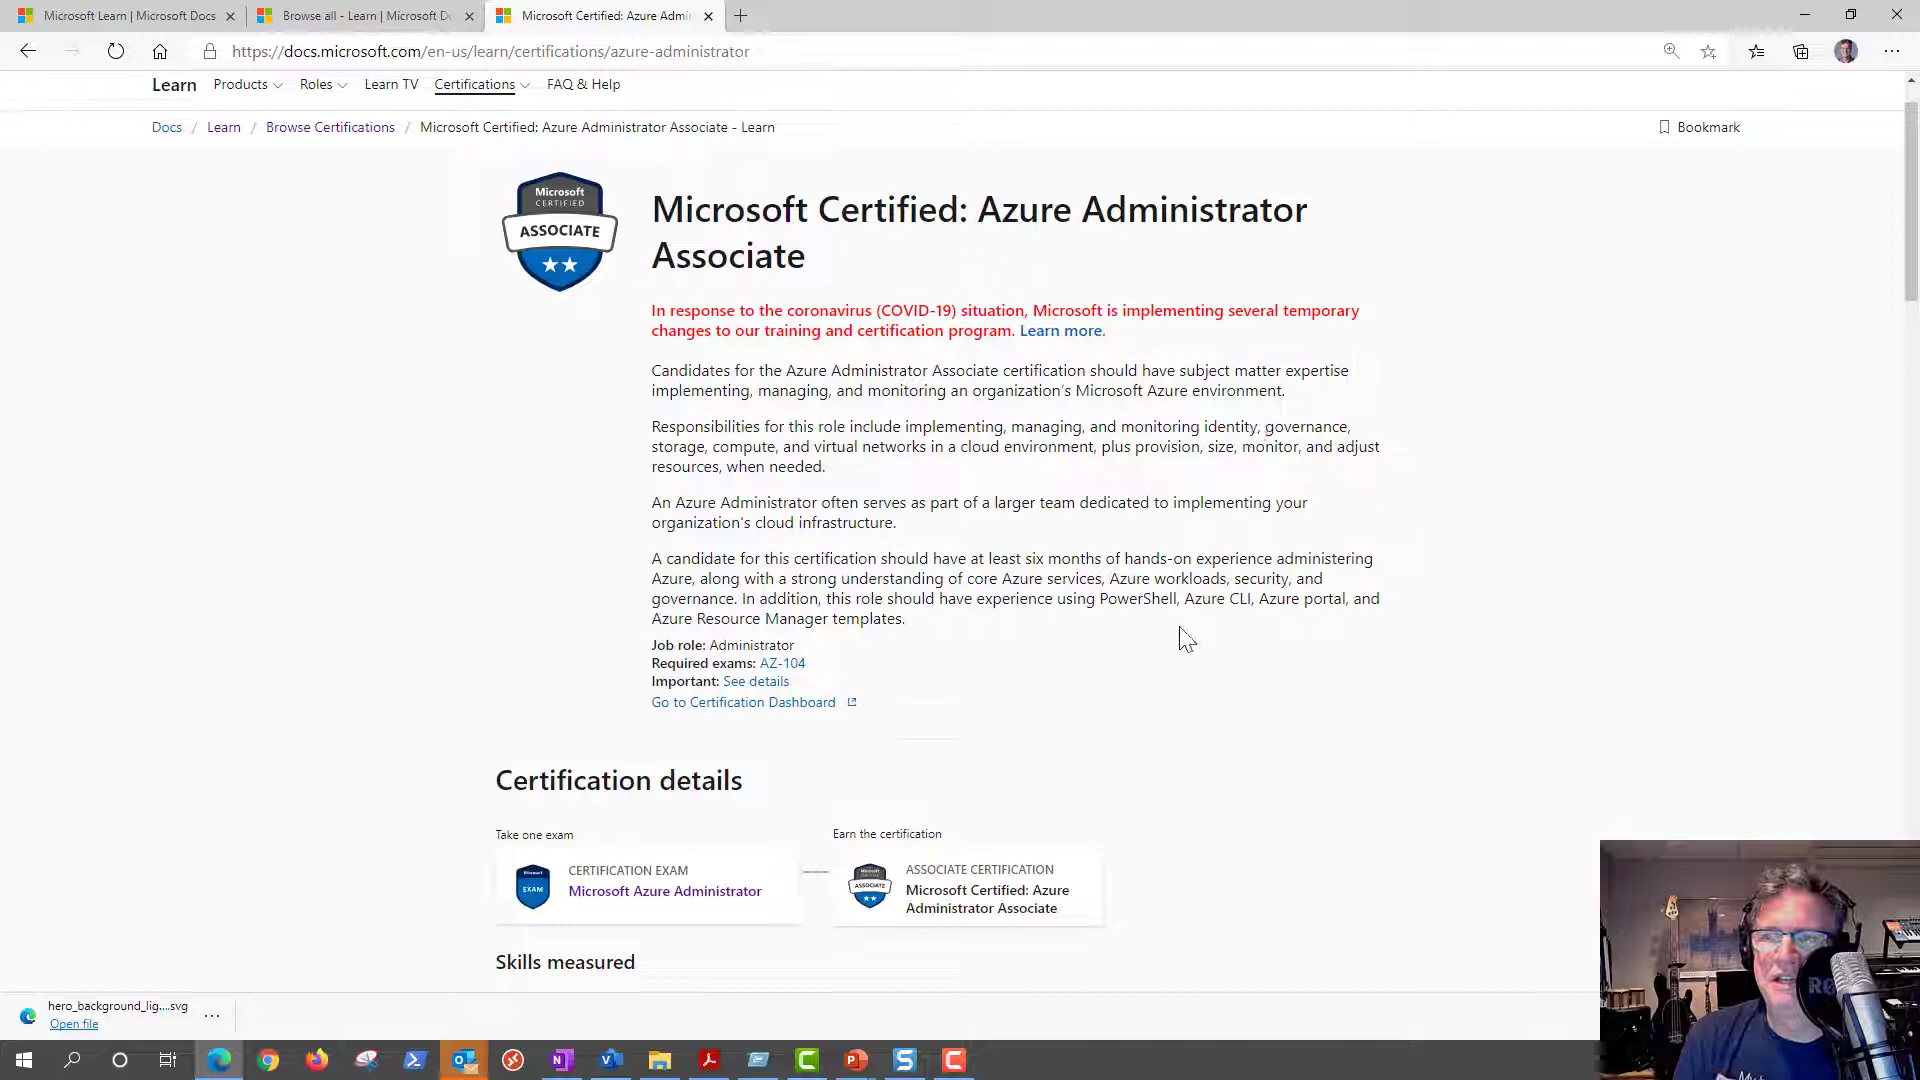 Microsoft Learn | Microsoft Docs
Browse all - Learn | Microsoft Do
Microsoft Certified: Azure Admin
https://docs.microsoft.com/en-us/learn/certifications/azure-administrator
Learn Products Roles Learn TV Certifications FAQ & Help
Docs / Learn / Browse Certifications / Microsoft Certified: Azure Administrator Associate - Learn
Bookmark
Microsoft
CERTIFIED
ASSOCIATE
Microsoft Certified: Azure Administrator
Associate
In response to the coronavirus (COVID-19) situation, Microsoft is implementing several temporary
changes to our training and certification program. Learn more.
Candidates for the Azure Administrator Associate certification should have subject matter expertise
implementing, managing, and monitoring an organization's Microsoft Azure environment.
Responsibilities for this role include implementing, managing, and monitoring identity, governance,
storage, compute, and virtual networks in a cloud environment, plus provision, size, monitor, and adjust
resources, when needed.
An Azure Administrator often serves as part of a larger team dedicated to implementing your
organization's cloud infrastructure.
A candidate for this certification should have at least six months of hands-on experience administering
Azure, along with a strong understanding of core Azure services, Azure workloads, security, and
governance. In addition, this role should have experience using PowerShell, Azure CLI, Azure portal, and
Azure Resource Manager templates.
Job role: Administrator
Required exams: AZ-104
Important: See details
Go to Certification Dashboard
Certification details
Take one exam
Earn the certification
Microsoft
EXAM
CERTIFICATION EXAM
Microsoft Azure Administrator
Microsoft
ASSOCIATE
ASSOCIATE CERTIFICATION
Microsoft Certified: Azure
Administrator Associate
Skills measured
hero_background_lig....svg
Open file